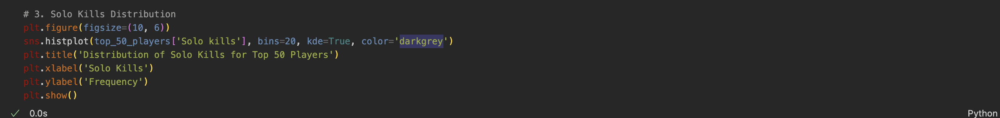 # 3. Solo Kills Distribution
plt.figure(figsize=(10, 6))
sns.histplot(top_50_players['Solo kills'], bins=20, kde=True, color='darkgrey')
plt.title('Distribution of Solo Kills for Top 50 Players')
plt.xlabel('Solo Kills')
plt.ylabel('Frequency')
plt.show()
0.0s
Python